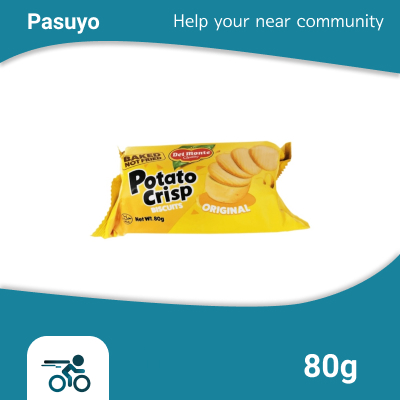 Pasuyo
Help your near community
BAKED
NOT FRIED
Del Monte
Potato
Crisp
BISCUITS
ORIGINAL
Net Wt. 80g
80g